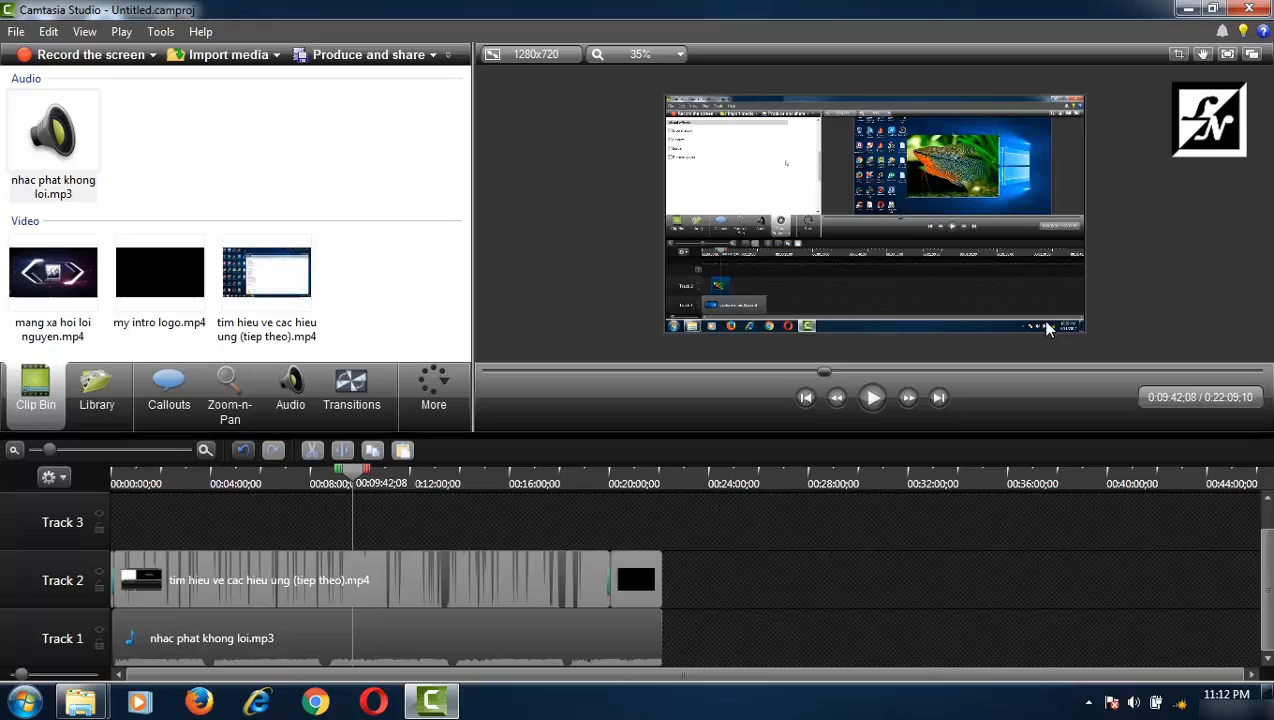 Camtasia Studio - Untitled.camproj
File Edit View Play Tools Help
Record the screen Import media Produce and share
1280x720 35%
Audio
nhac phat khong
loi.mp3
Video
mang xa hoi loi
nguyen.mp4
my intro logo.mp4
tim hieu ve cac hieu
ung (tiep theo).mp4
Clip Bin Library Callouts Zoom-n-
Pan Audio Transitions More
0:09:42;08 / 0:22:09;10
00:00:00;00 00:04:00;00 00:08:00; 00:09:42;08 00:12:00;00 00:16:00;00 00:20:00;00 00:24:00;00 00:28:00;00 00:32:00;00 00:36:00;00 00:40:00;00 00:44:00;00
Track 3
Track 2 tim hieu ve cac hieu ung (tiep theo).mp4
Track 1 nhac phat khong loi.mp3
11:12 PM